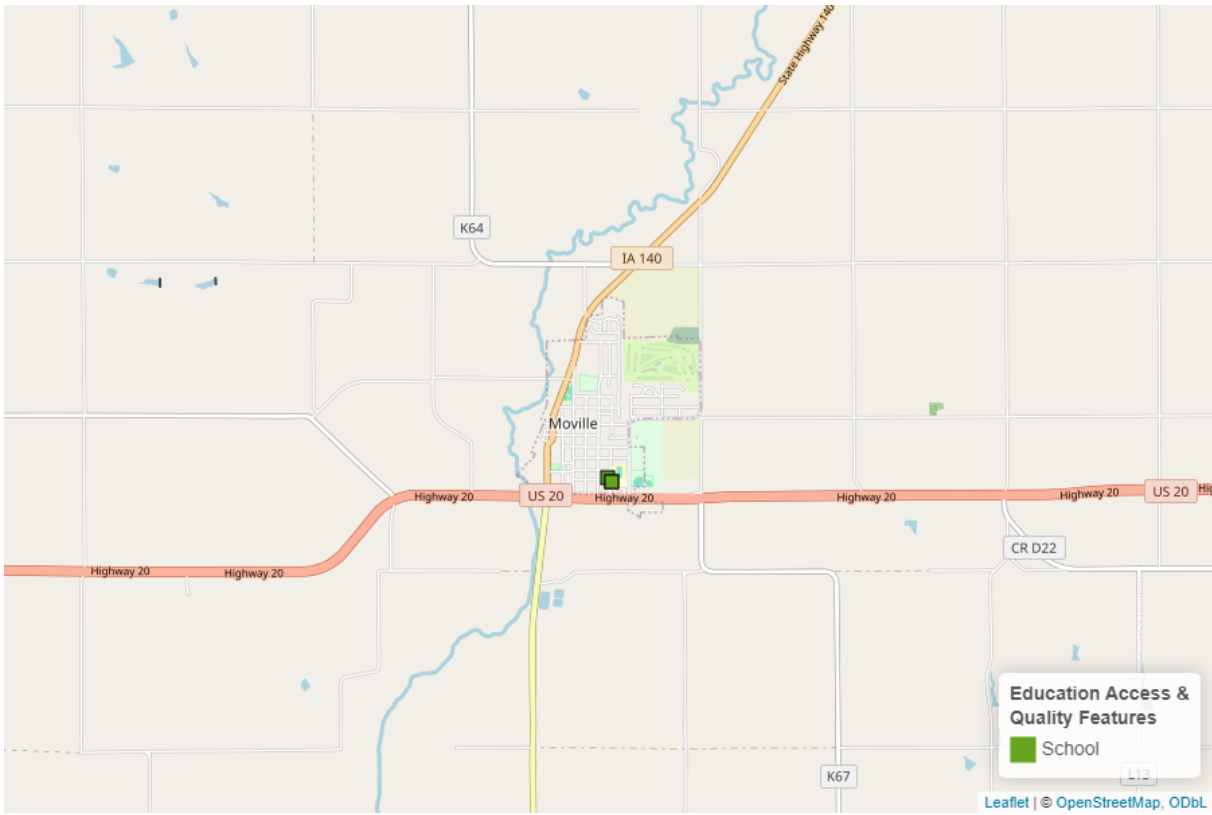 State Highway 140
K64
IA 140
Moville
Highway 20
US 20
Highway 20
Highway 20
Highway 20
US 20
Highway 20
Highway 20
CR D22
Education Access &
Quality Features
School
K67
L13
Leaflet | © OpenStreetMap, ODbL